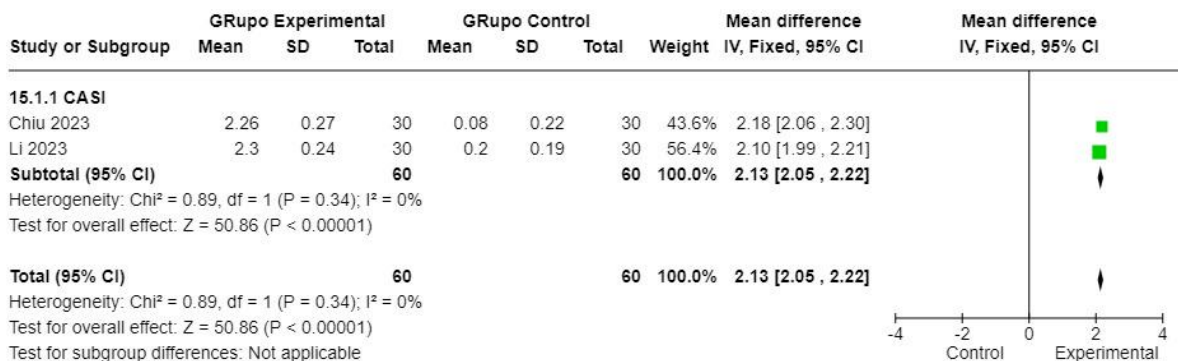 GRupo Experimental GRupo Control Mean difference Mean difference
Study or Subgroup Mean SD Total Mean SD Total Weight IV, Fixed, 95% CI IV, Fixed, 95% CI
15.1.1 CASI
Chiu 2023 2.26 0.27 30 0.08 0.22 30 43.6% 2.18 [2.06 , 2.30]
Li 2023 2.3 0.24 30 0.2 0.19 30 56.4% 2.10 [1.99 , 2.21]
Subtotal (95% CI) 60 60 100.0% 2.13 [2.05 , 2.22]
Heterogeneity: Chi² = 0.89, df = 1 (P = 0.34); I² = 0%
Test for overall effect: Z = 50.86 (P < 0.00001)
Total (95% CI) 60 60 100.0% 2.13 [2.05 , 2.22]
Heterogeneity: Chi² = 0.89, df = 1 (P = 0.34); I² = 0%
Test for overall effect: Z = 50.86 (P < 0.00001)
Test for subgroup differences: Not applicable
-4 -2 0 2 4
Control Experimental